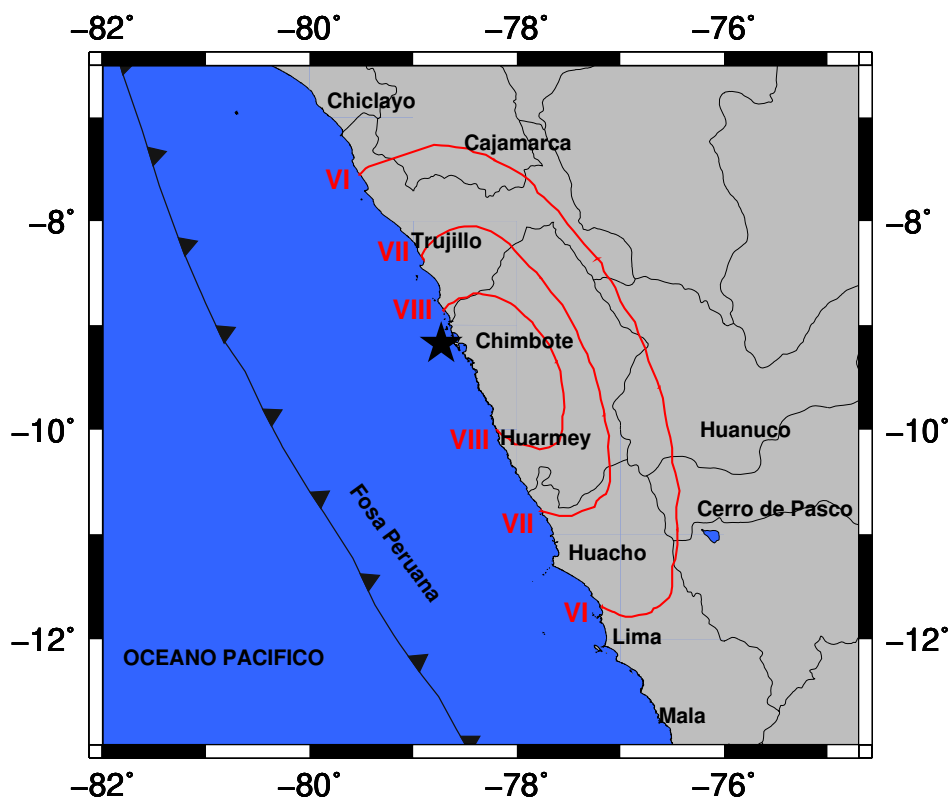 −82˚ −80˚ −78˚ −76˚
Chiclayo
Cajamarca
VI
−8˚ −8˚
Trujillo
VII
VIII
Chimbote
−10˚ −10˚
Huanuco
VIII Huarmey
Cerro de Pasco
VII
Fosa Peruana
Huacho
VI
Lima
−12˚ −12˚
OCEANO PACIFICO
Mala
−82˚ −80˚ −78˚ −76˚